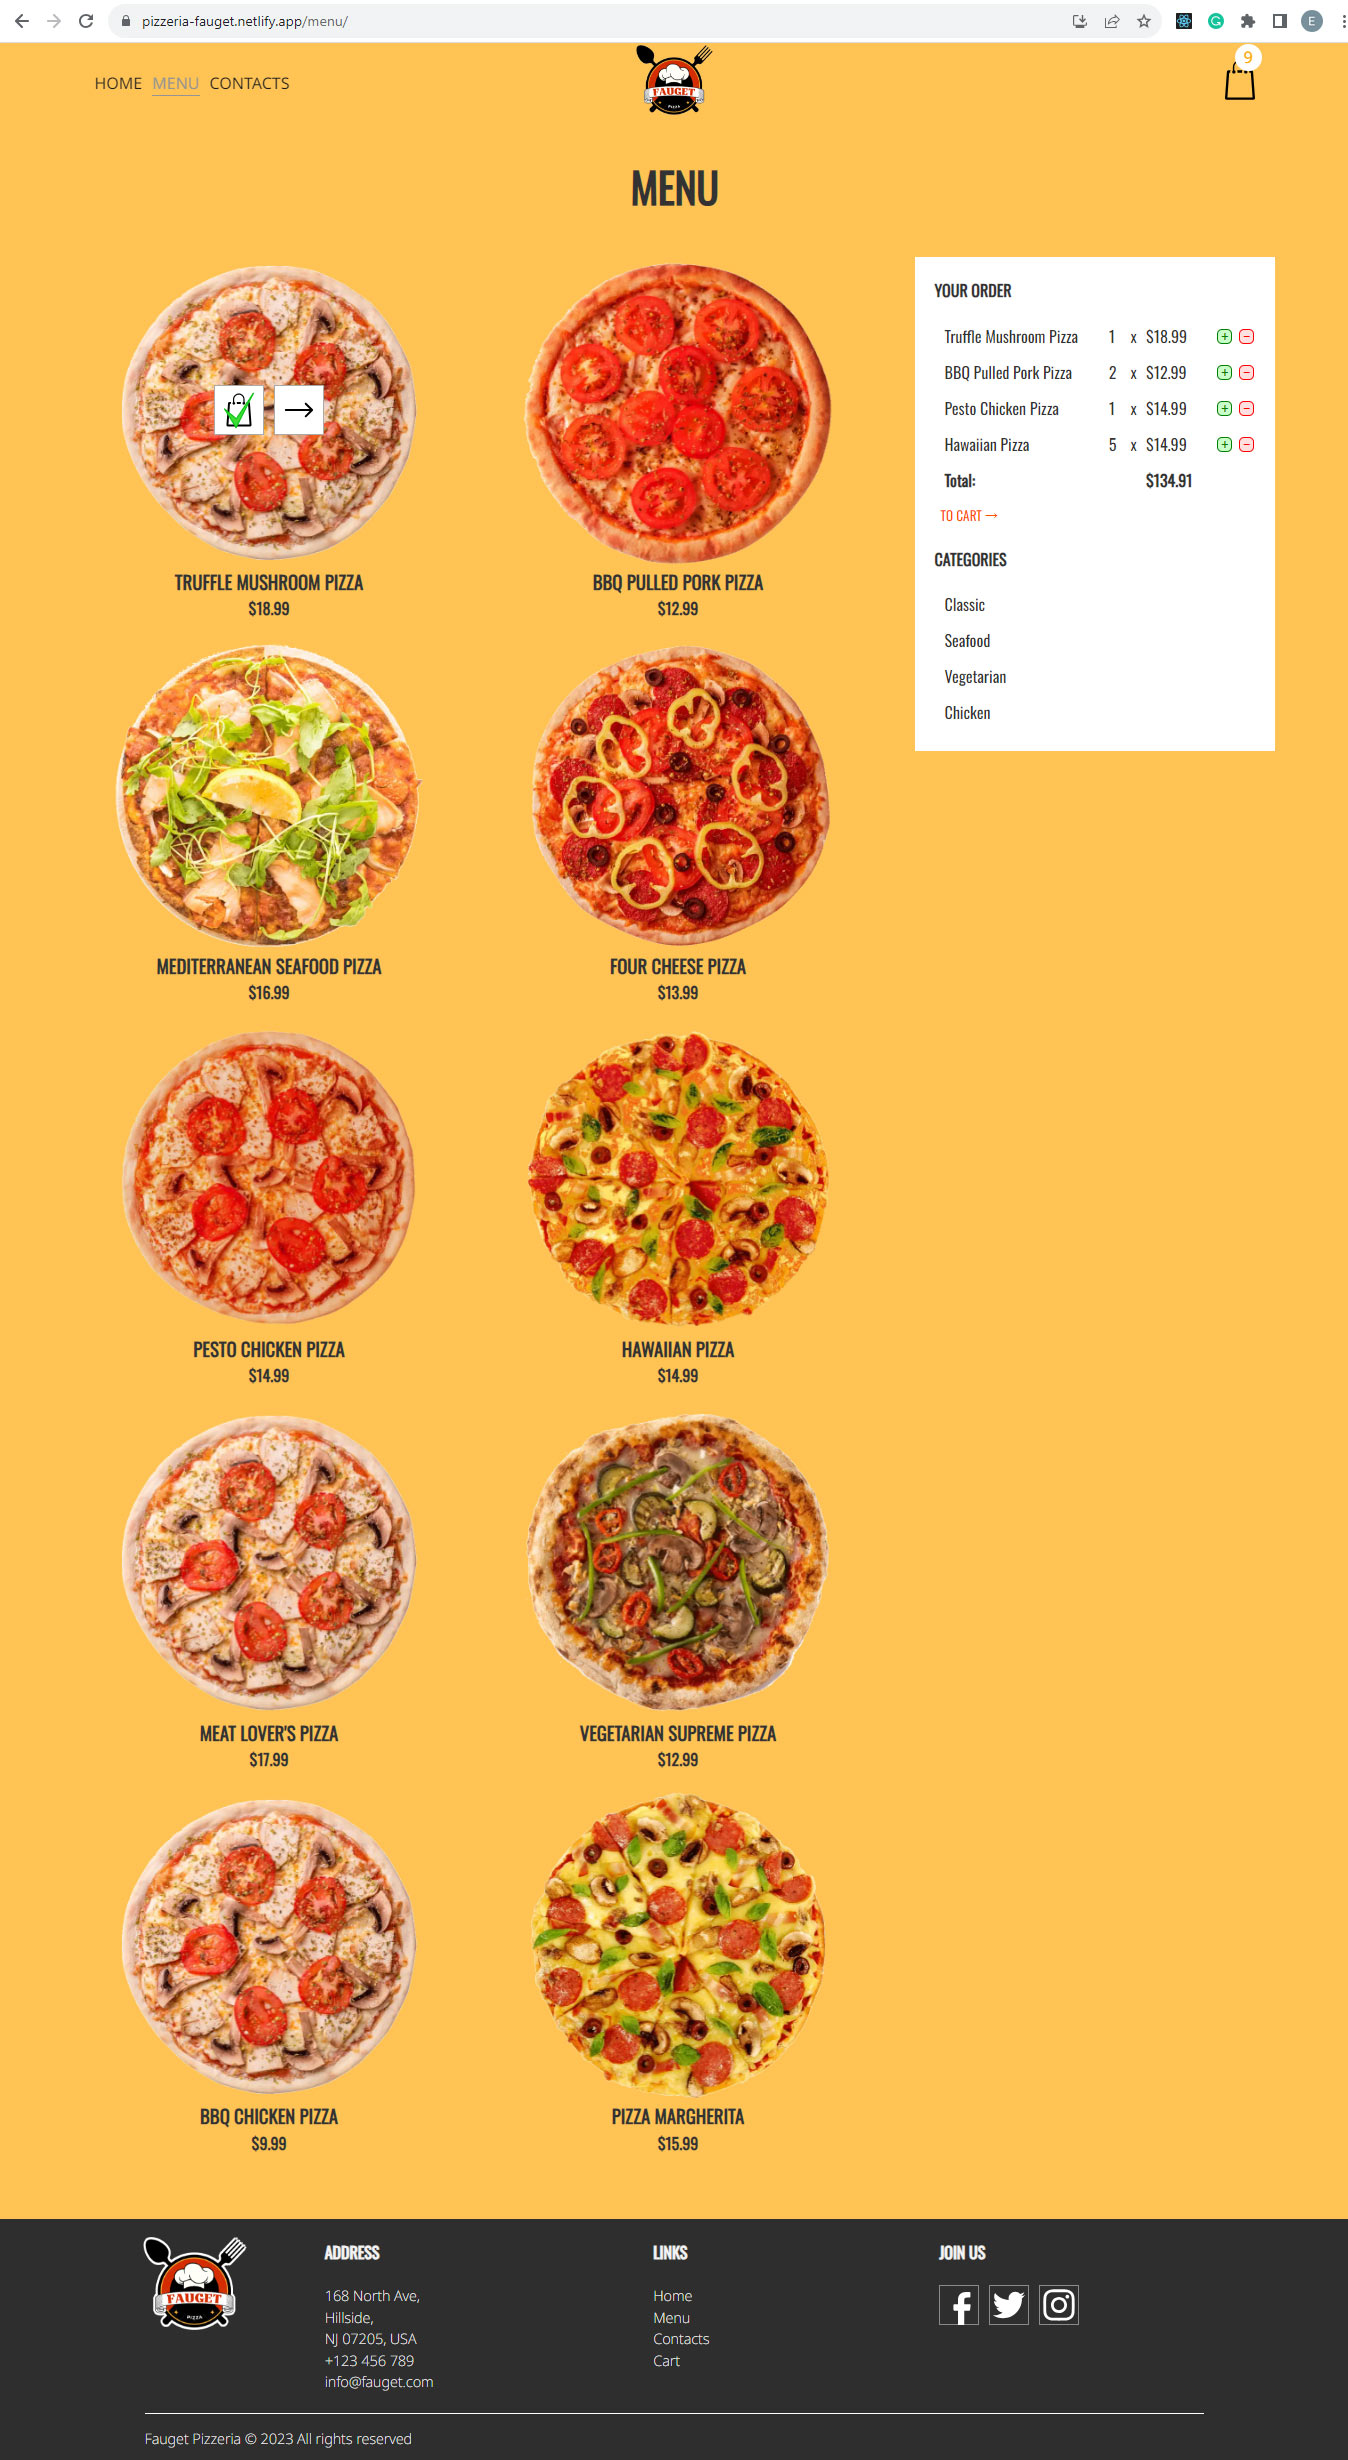 pizzeria-fauget.netlify.app/menu/
E
HOME MENU CONTACTS
FAUGET
PIZZA
9
MENU
TRUFFLE MUSHROOM PIZZA
$18.99
BBQ PULLED PORK PIZZA
$12.99
MEDITERRANEAN SEAFOOD PIZZA
$16.99
FOUR CHEESE PIZZA
$13.99
PESTO CHICKEN PIZZA
$14.99
HAWAIIAN PIZZA
$14.99
MEAT LOVER'S PIZZA
$17.99
VEGETARIAN SUPREME PIZZA
$12.99
BBQ CHICKEN PIZZA
$9.99
PIZZA MARGHERITA
$15.99
YOUR ORDER
Truffle Mushroom Pizza 1 x $18.99 + −
BBQ Pulled Pork Pizza 2 x $12.99 + −
Pesto Chicken Pizza 1 x $14.99 + −
Hawaiian Pizza 5 x $14.99 + −
Total: $134.91
TO CART →
CATEGORIES
Classic
Seafood
Vegetarian
Chicken
FAUGET
PIZZA
ADDRESS
168 North Ave,
Hillside,
NJ 07205, USA
+123 456 789
info@fauget.com
LINKS
Home
Menu
Contacts
Cart
JOIN US
Fauget Pizzeria © 2023 All rights reserved